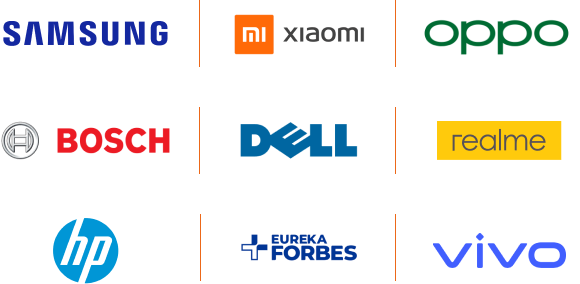 SAMSUNG
mi xiaomi
oppo
BOSCH
DELL
realme
hp
EUREKA
FORBES
vivo